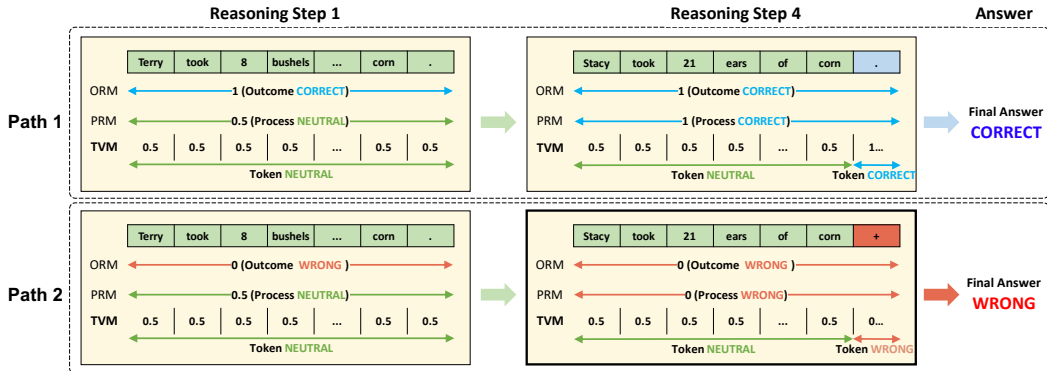 Reasoning Step 1 Reasoning Step 4 Answer
Path 1
Terry took 8 bushels ... corn .
ORM 1 (Outcome CORRECT)
PRM 0.5 (Process NEUTRAL)
TVM 0.5 0.5 0.5 0.5 ... 0.5 0.5
Token NEUTRAL
Stacy took 21 ears of corn .
ORM 1 (Outcome CORRECT)
PRM 1 (Process CORRECT)
TVM 0.5 0.5 0.5 0.5 ... 0.5 1...
Token NEUTRAL Token CORRECT
Final Answer
CORRECT
Path 2
Terry took 8 bushels ... corn .
ORM 0 (Outcome WRONG )
PRM 0.5 (Process NEUTRAL)
TVM 0.5 0.5 0.5 0.5 ... 0.5 0.5
Token NEUTRAL
Stacy took 21 ears of corn +
ORM 0 (Outcome WRONG )
PRM 0 (Process WRONG)
TVM 0.5 0.5 0.5 0.5 ... 0.5 0...
Token NEUTRAL Token WRONG
Final Answer
WRONG